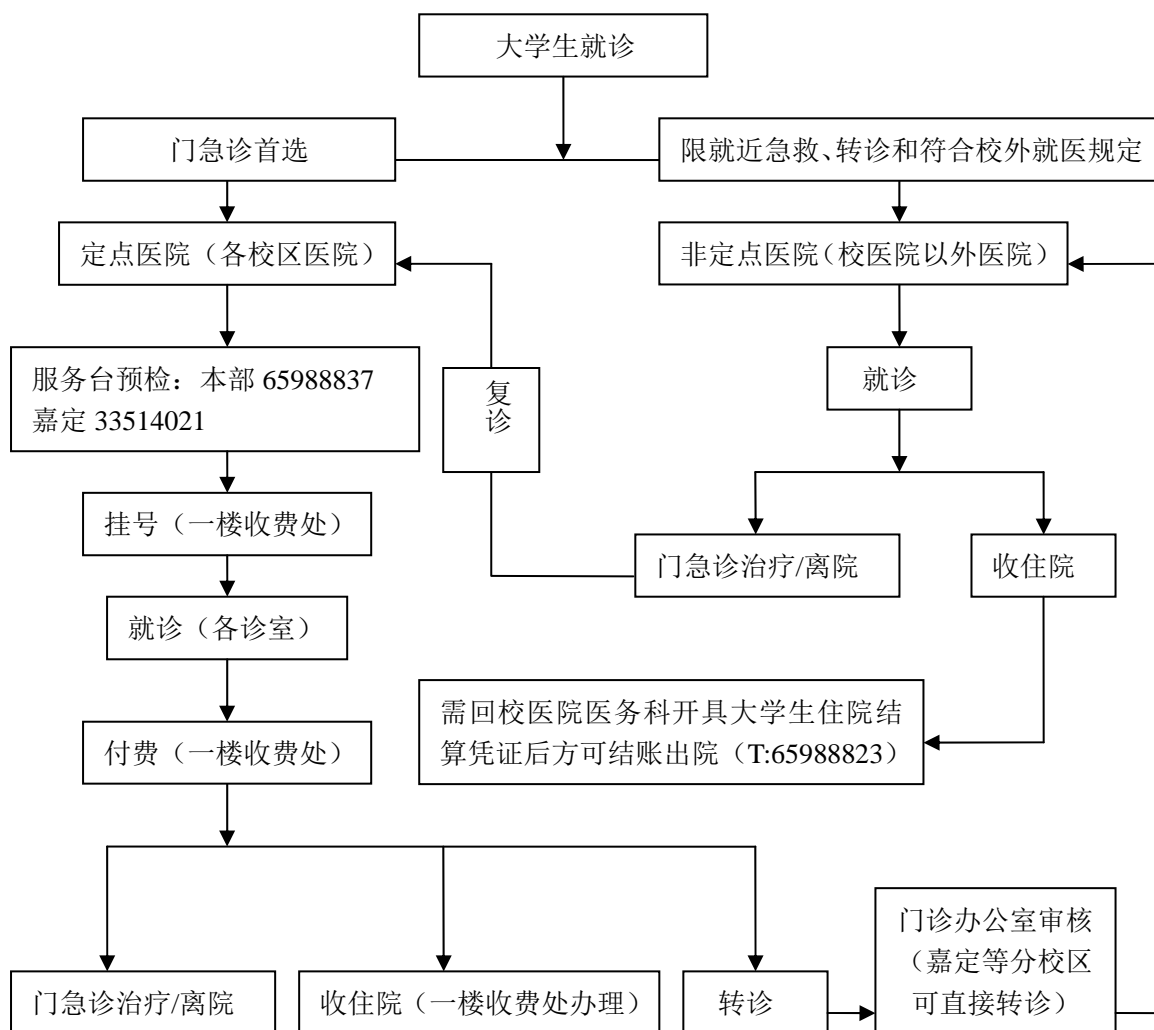 大学生就诊
门急诊首选
限就近急救、转诊和符合校外就医规定
定点医院（各校区医院）
非定点医院（校医院以外医院）
服务台预检：本部 65988837
嘉定 33514021
复
诊
就诊
挂号（一楼收费处）
门急诊治疗/离院
收住院
就诊（各诊室）
需回校医院医务科开具大学生住院结
算凭证后方可结账出院（T:65988823）
付费（一楼收费处）
门急诊治疗/离院
收住院（一楼收费处办理）
转诊
门诊办公室审核
（嘉定等分校区
可直接转诊）